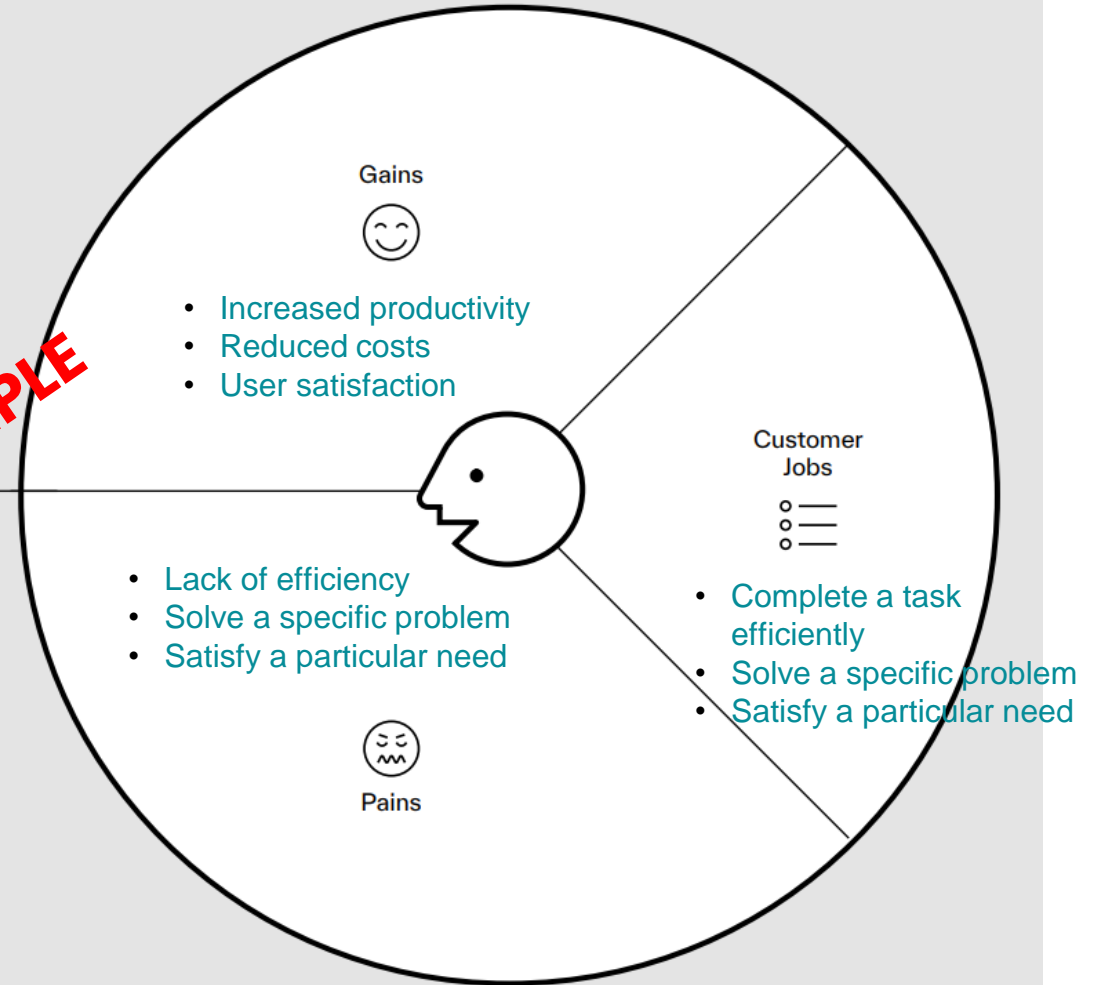 Gains
• Increased productivity
• Reduced costs
• User satisfaction
Customer
Jobs
• Lack of efficiency
• Solve a specific problem
• Satisfy a particular need
• Complete a task
efficiently
• Solve a specific problem
• Satisfy a particular need
Pains